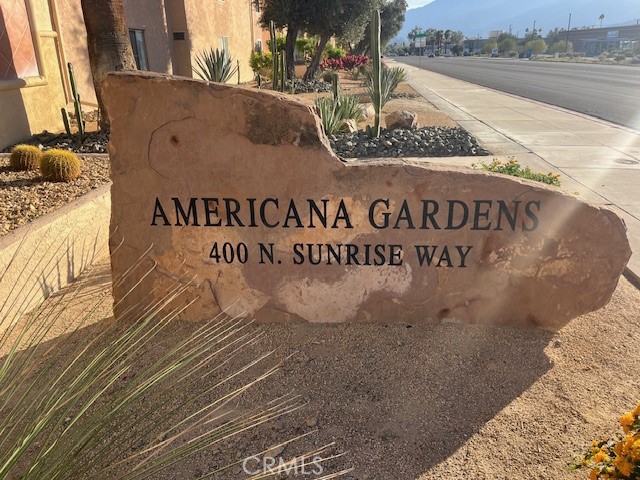 AMERICANA GARDENS
400 N. SUNRISE WAY
CRMLS